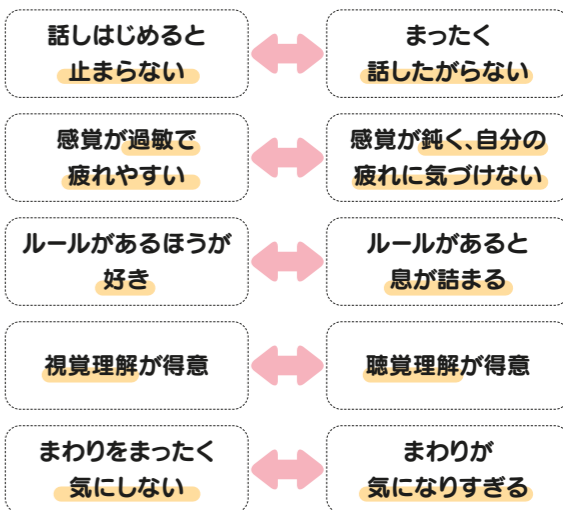 話しはじめると
止まらない
まったく
話したがらない
感覚が過敏で
疲れやすい
感覚が鈍く、自分の
疲れに気づけない
ルールがあるほうが
好き
ルールがあると
息が詰まる
視覚理解が得意
聴覚理解が得意
まわりをまったく
気にしない
まわりが
気になりすぎる